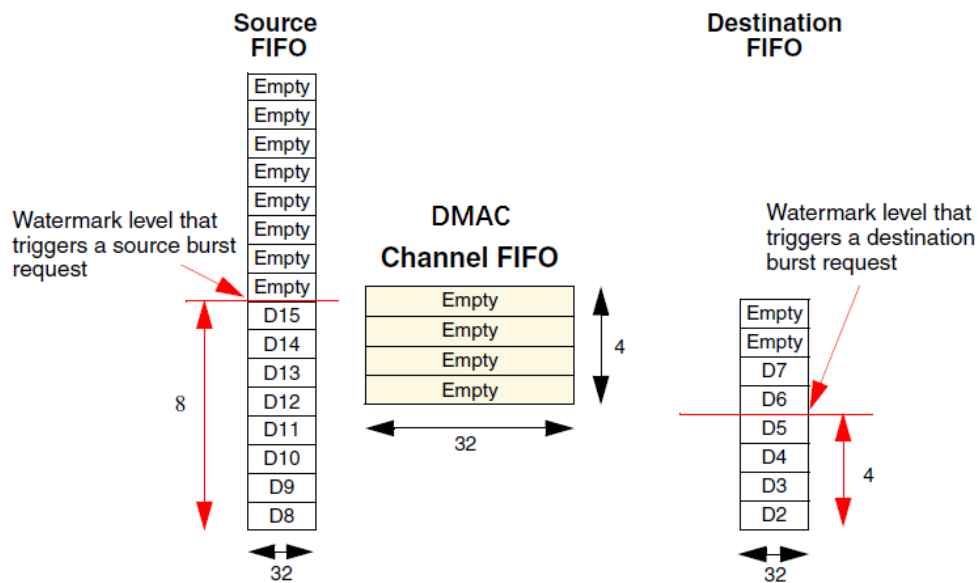 Source
FIFO
Empty
Empty
Empty
Empty
Empty
Empty
Empty
Empty
D15
D14
D13
D12
D11
D10
D9
D8
32
8
Watermark level that
triggers a source burst
request
DMAC
Channel FIFO
Empty
Empty
Empty
Empty
4
32
Destination
FIFO
Watermark level that
triggers a destination
burst request
Empty
Empty
D7
D6
D5
D4
D3
D2
4
32